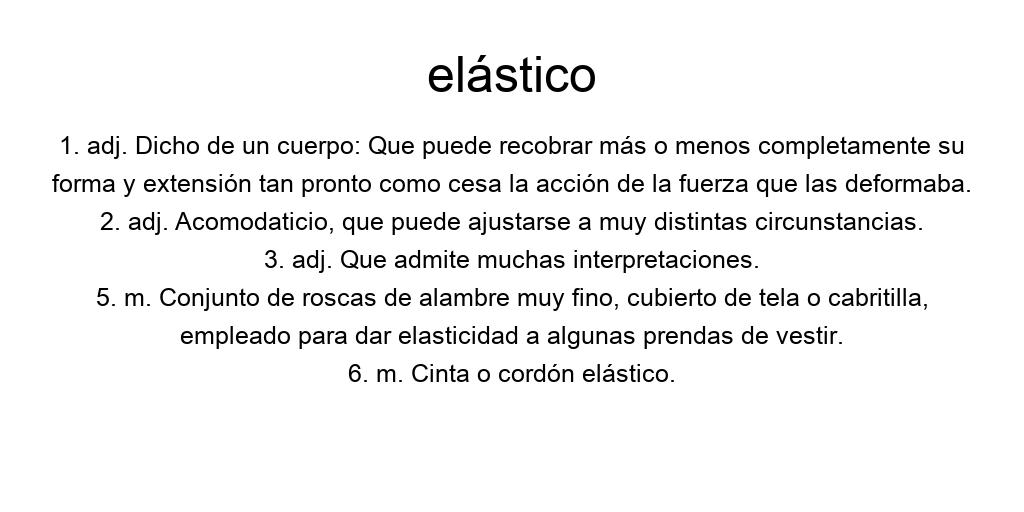 elástico
1. adj. Dicho de un cuerpo: Que puede recobrar más o menos completamente su
forma y extensión tan pronto como cesa la acción de la fuerza que las deformaba.
2. adj. Acomodaticio, que puede ajustarse a muy distintas circunstancias.
3. adj. Que admite muchas interpretaciones.
5. m. Conjunto de roscas de alambre muy fino, cubierto de tela o cabritilla,
empleado para dar elasticidad a algunas prendas de vestir.
6. m. Cinta o cordón elástico.